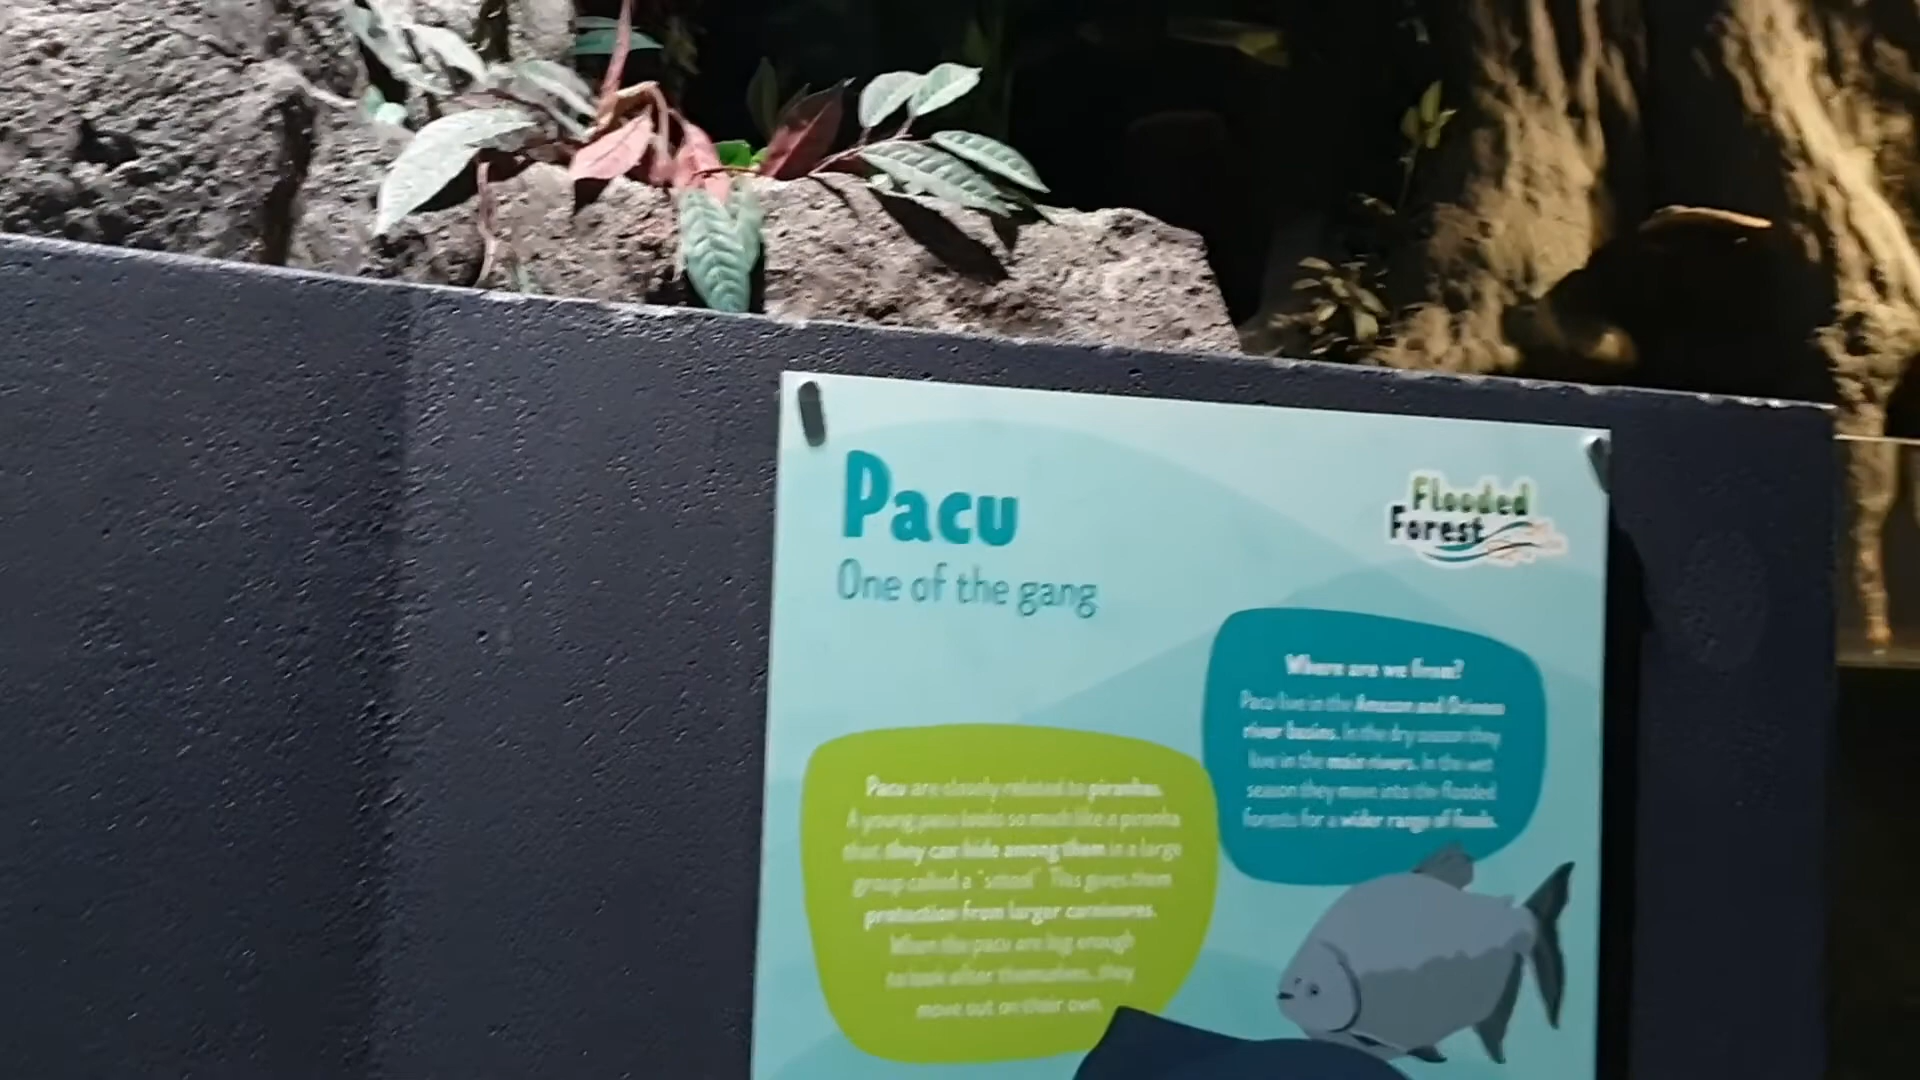 Pacu
One of the gang
Flooded
Forest
Where are we from?
Pacu live in the Amazon and Orinoco
river basins. In the dry season they
live in the main rivers. In the wet
season they move into the flooded
forests for a wider range of foods.
Pacu are closely related to piranhas.
A young pacu looks so much like a piranha
that they can hide among them in a large
group called a "shoal". This gives them
protection from larger carnivores.
When the pacu are big enough
to look after themselves, they
move out on their own.